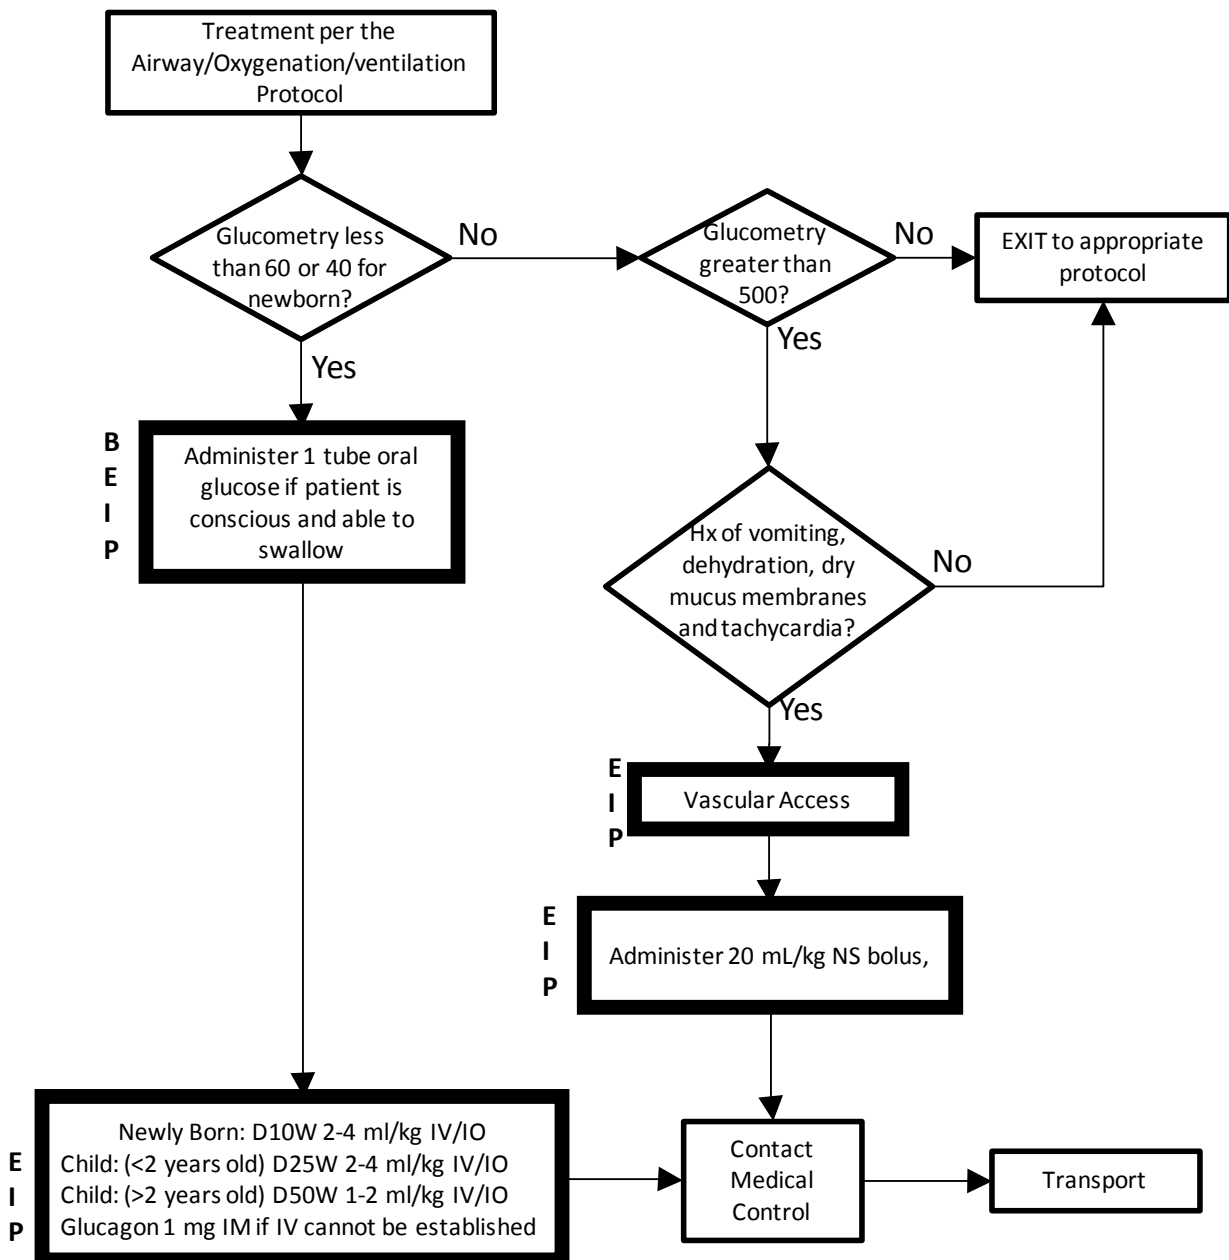 Treatment per the
Airway/Oxygenation/ventilation
Protocol
Glucometry less
than 60 or 40 for
newborn?
No
Glucometry
greater than
500?
No
EXIT to appropriate
protocol
Yes
Yes
B
E
I
P
Administer 1 tube oral
glucose if patient is
conscious and able to
swallow
Hx of vomiting,
dehydration, dry
mucus membranes
and tachycardia?
No
Yes
E
I
P
Vascular Access
E
I
P
Administer 20 mL/kg NS bolus,
E
I
P
Newly Born: D10W 2-4 ml/kg IV/IO
Child: (<2 years old) D25W 2-4 ml/kg IV/IO
Child: (>2 years old) D50W 1-2 ml/kg IV/IO
Glucagon 1 mg IM if IV cannot be established
Contact
Medical
Control
Transport